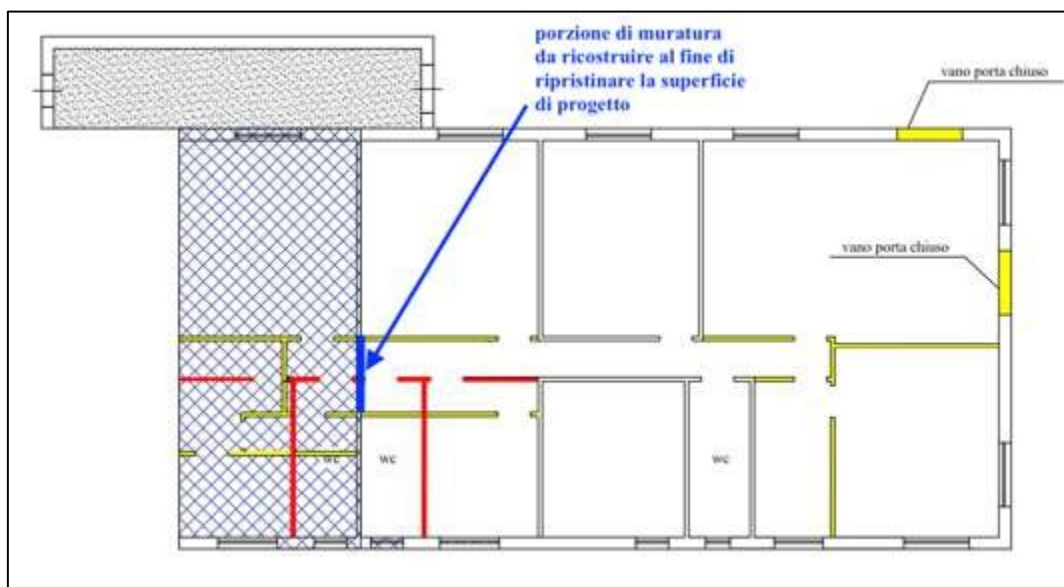 porzione di muratura
da ricostruire al fine di
ripristinare la superficie
di progetto
vano porta chiuso
vano porta chiuso
wc
wc
wc